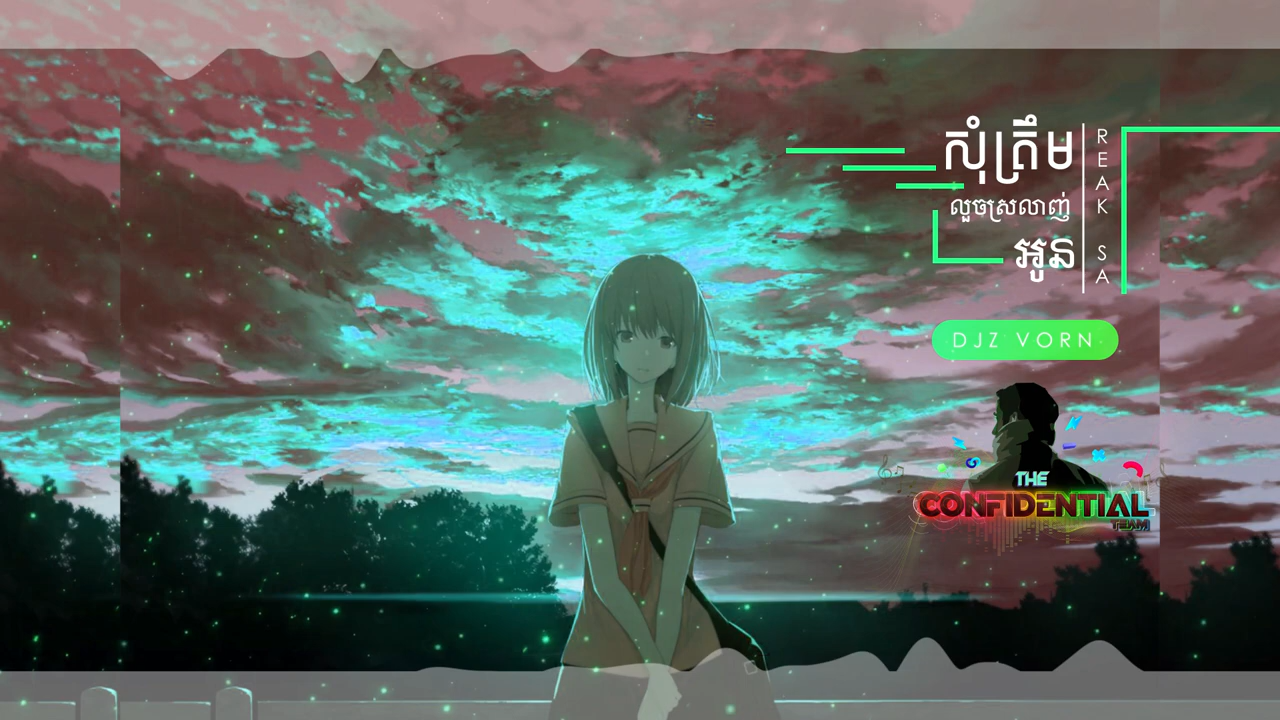 សុំត្រឹម
លួចស្រលាញ់
អូន
REAK SA
DJZ VORN
THE
CONFIDENTIAL
TEAM